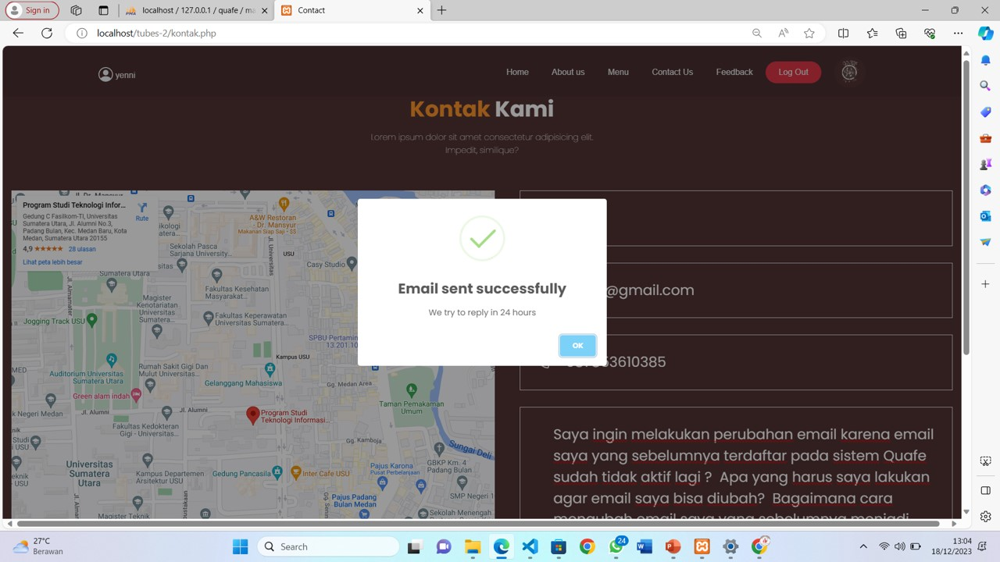 Sign in
localhost / 127.0.0.1 / quafe / ma
Contact
localhost/tubes-2/kontak.php
yenni
Home
About us
Menu
Contact Us
Feedback
Log Out
Kontak Kami
Lorem ipsum dolor sit amet consectetur adipisicing elit.
Impedit, similique?
Jl. Dr. Mansyur
Program Studi Teknologi Infor...
Gedung C Fasilkom-TI, Universitas
Sumatera Utara, Jl. Alumni No.3,
Padang Bulan, Kec. Medan Baru, Kota
Medan, Sumatera Utara 20155
4,9
28 ulasan
Lihat peta lebih besar
Rute
A&W Restoran
- Dr. Mansyur
Makanan Siap Saji • $$
Sekolah Pasca
Sarjana University...
USU
Jl. Universitas
Casy Studio
Sumatera Utara
Jl. Almamater
Magister
Kenotariatan
Universitas
Sumatera...
Fakultas Kesehatan
Masyarakat...
Jogging Track USU
Fakultas Keperawatan
Universitas Sumatera...
SPBU Pertamin
13.201.10
Kampus USU
MED
Auditorium Universitas
Sumatera Utara
Rumah Sakit Gigi Dan
Mulut Universitas...
Gelanggang Mahasiswa
Gg. Medan Area
Green alam indah
Taman Pemakaman
Umum
k Negeri Medan
Jl. Alumni
Jl. Alumni
Program Studi
Teknologi Informasi...
Fakultas Kedokteran
Gigi - Universitas...
Gg. Kamboja
Sungai Deli
Universitas
Sumatera
Utara
Kampus Departemen
Arsitektur USU
Gedung Pancasila
Inter Cafe USU
Pajus Karona
Pusat Perbelanjaan
GBKP Km. 4
Padang Bulan
Pajus Padang
Bulan Medan
SMP Negeri 1
Magister Teknik
Sekolah Menengah
Email sent successfully
We try to reply in 24 hours
OK
@gmail.com
53610385
Saya ingin melakukan perubahan email karena email
saya yang sebelumnya terdaftar pada sistem Quafe
sudah tidak aktif lagi ? Apa yang harus saya lakukan
agar email saya bisa diubah? Bagaimana cara
mengubah email saya yang sebelumnya menjadi
27°C
Berawan
Search
24
13:04
18/12/2023